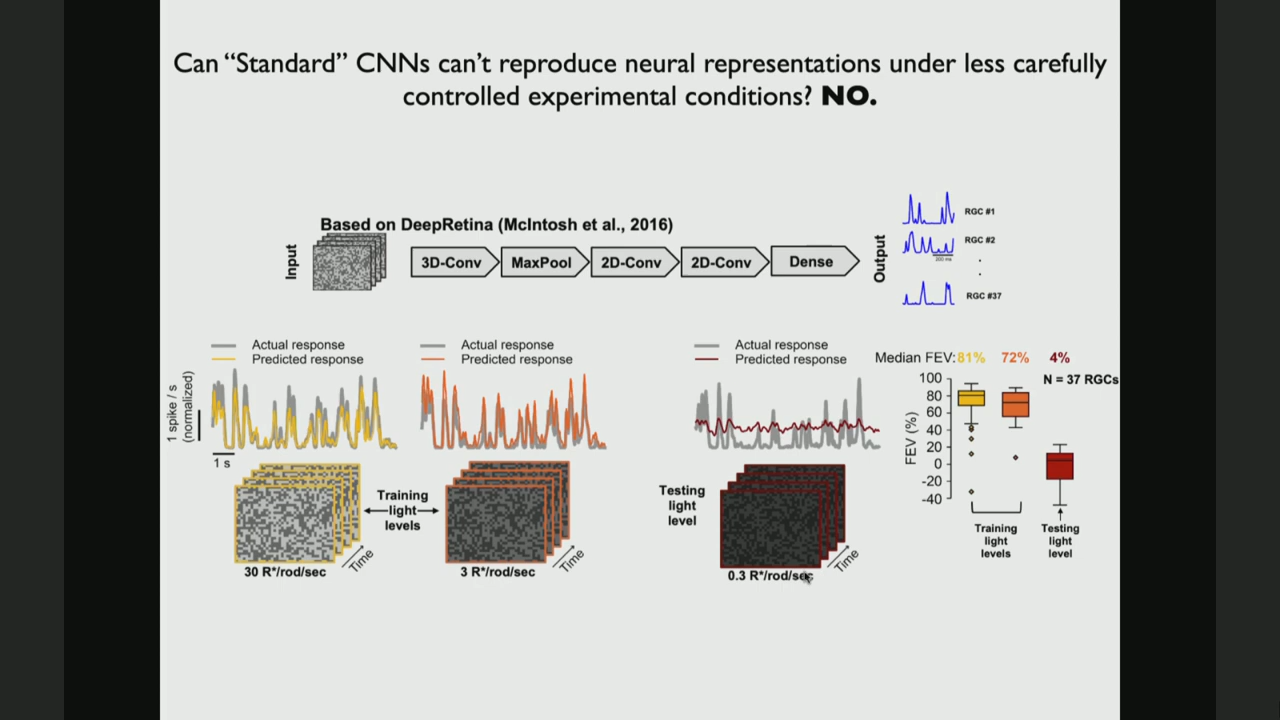 Can “Standard” CNNs can’t reproduce neural representations under less carefully
controlled experimental conditions? NO.
Based on DeepRetina (McIntosh et al., 2016)
Input
3D-Conv
MaxPool
2D-Conv
2D-Conv
Dense
Output
RGC #1
RGC #2
200 ms
RGC #37
Actual response
Predicted response
Actual response
Predicted response
Actual response
Predicted response
1 spike / s
(normalized)
1 s
Training
light
levels
Time
30 R*/rod/sec
Time
3 R*/rod/sec
Testing
light
level
Time
0.3 R*/rod/sec
Median FEV: 81% 72% 4%
N = 37 RGCs
FEV (%)
100
80
60
40
20
0
-20
-40
Training
light
levels
Testing
light
level